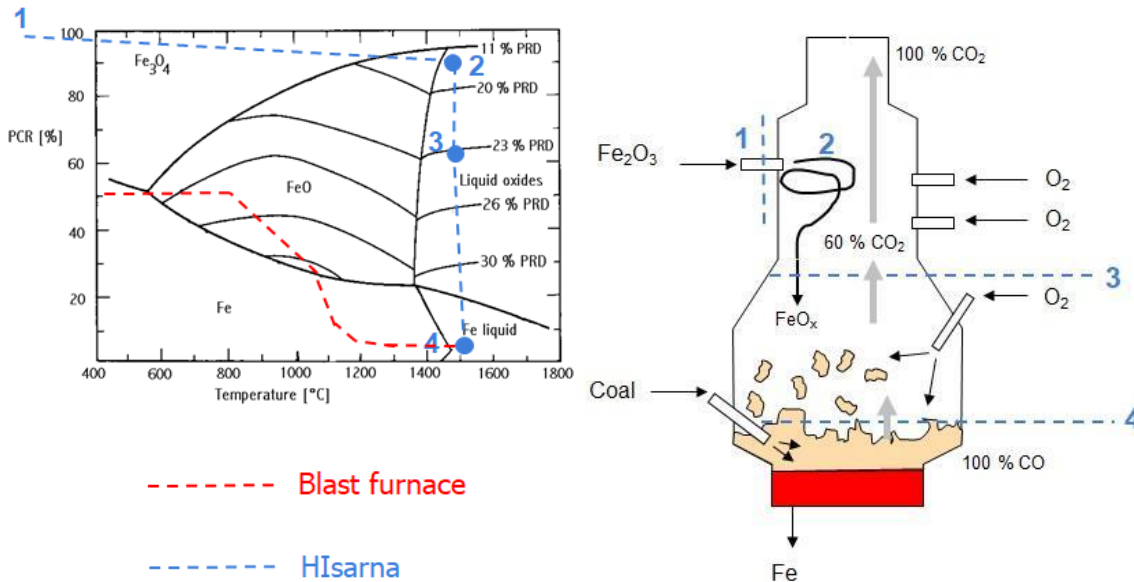 1
100
80
PCR [%]
60
40
20
400
600
800
1000
1200
1400
1600
1800
Temperature [°C]
Fe₃O₄
FeO
Fe
11 % PRD
2
20 % PRD
3
23 % PRD
Liquid oxides
26 % PRD
30 % PRD
Fe liquid
4
Blast furnace
HIsarna
100 % CO₂
1
2
Fe₂O₃
O₂
O₂
60 % CO₂
3
O₂
FeOₓ
Coal
4
100 % CO
Fe